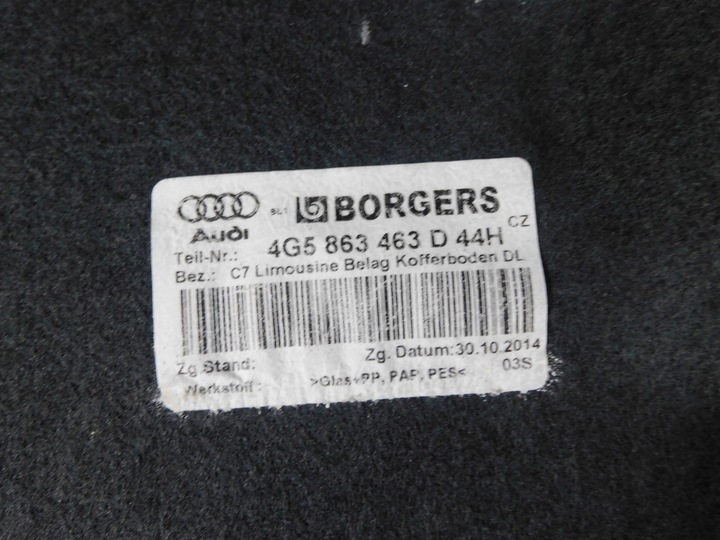 Audi BORGERS
Teil-Nr.: 4G5 863 463 D 44H CZ
Bez.: C7 Limousine Belag Kofferboden DL
Zg.Stand: Zg. Datum:30.10.2014
Werkstoff: >Glas+PP, PAP, PES< 03S